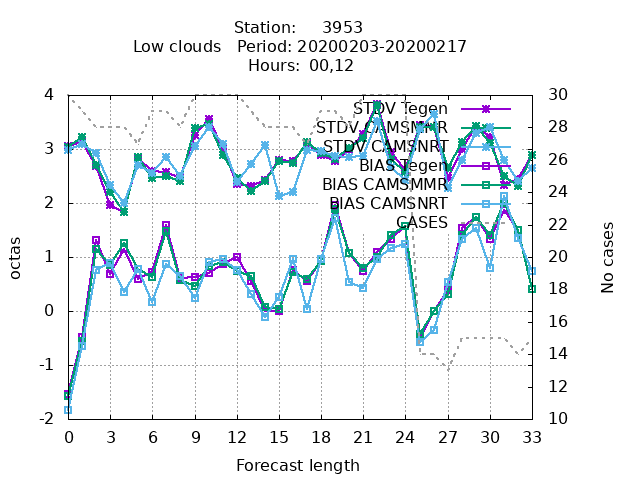 Station: 3953
Low clouds Period: 20200203-20200217
Hours: 00,12
STDV Tegen
STDV CAMSMMR
STDV CAMSNRT
BIAS Tegen
BIAS CAMSMMR
BIAS CAMSNRT
CASES
4
3
2
1
0
-1
-2
octas
30
28
26
24
22
20
18
16
14
12
10
No cases
0 3 6 9 12 15 18 21 24 27 30 33
Forecast length